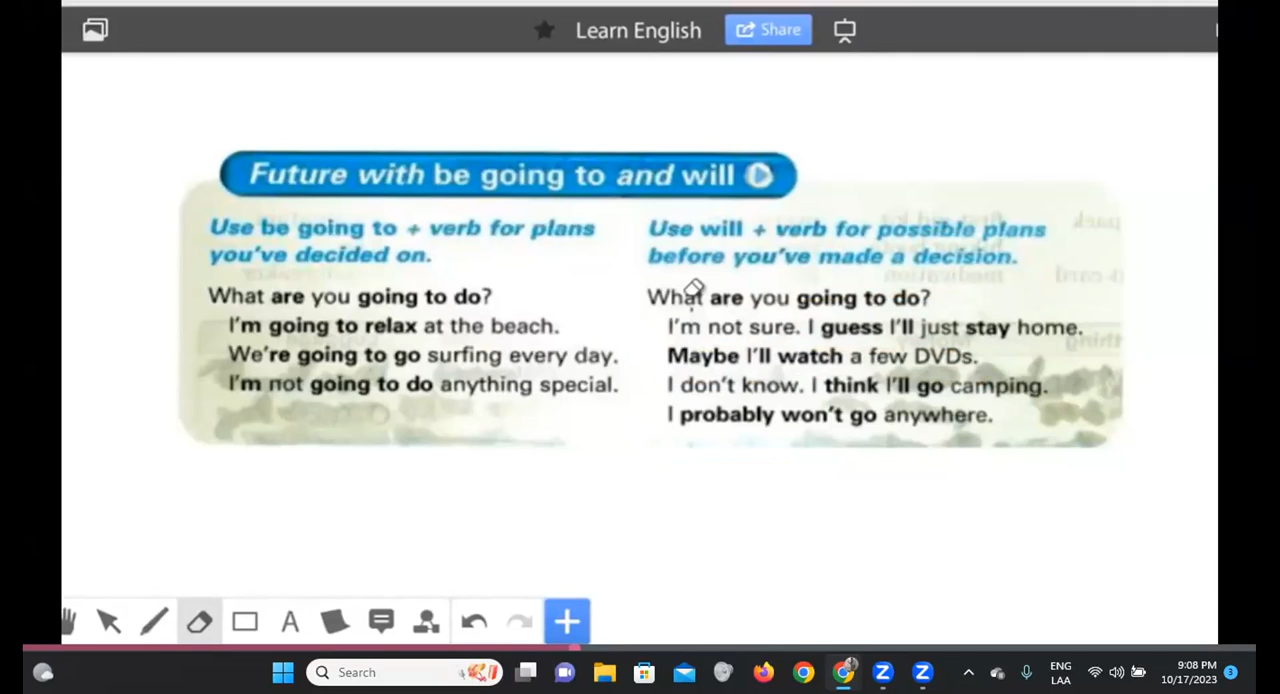 Learn English
Share
Future with be going to and will
Use be going to + verb for plans
you've decided on.
What are you going to do?
I'm going to relax at the beach.
We're going to go surfing every day.
I'm not going to do anything special.
Use will + verb for possible plans
before you've made a decision.
What are you going to do?
I'm not sure. I guess I'll just stay home.
Maybe I'll watch a few DVDs.
I don't know. I think I'll go camping.
I probably won't go anywhere.
A
Search
ENG
LAA
9:08 PM
10/17/2023
3